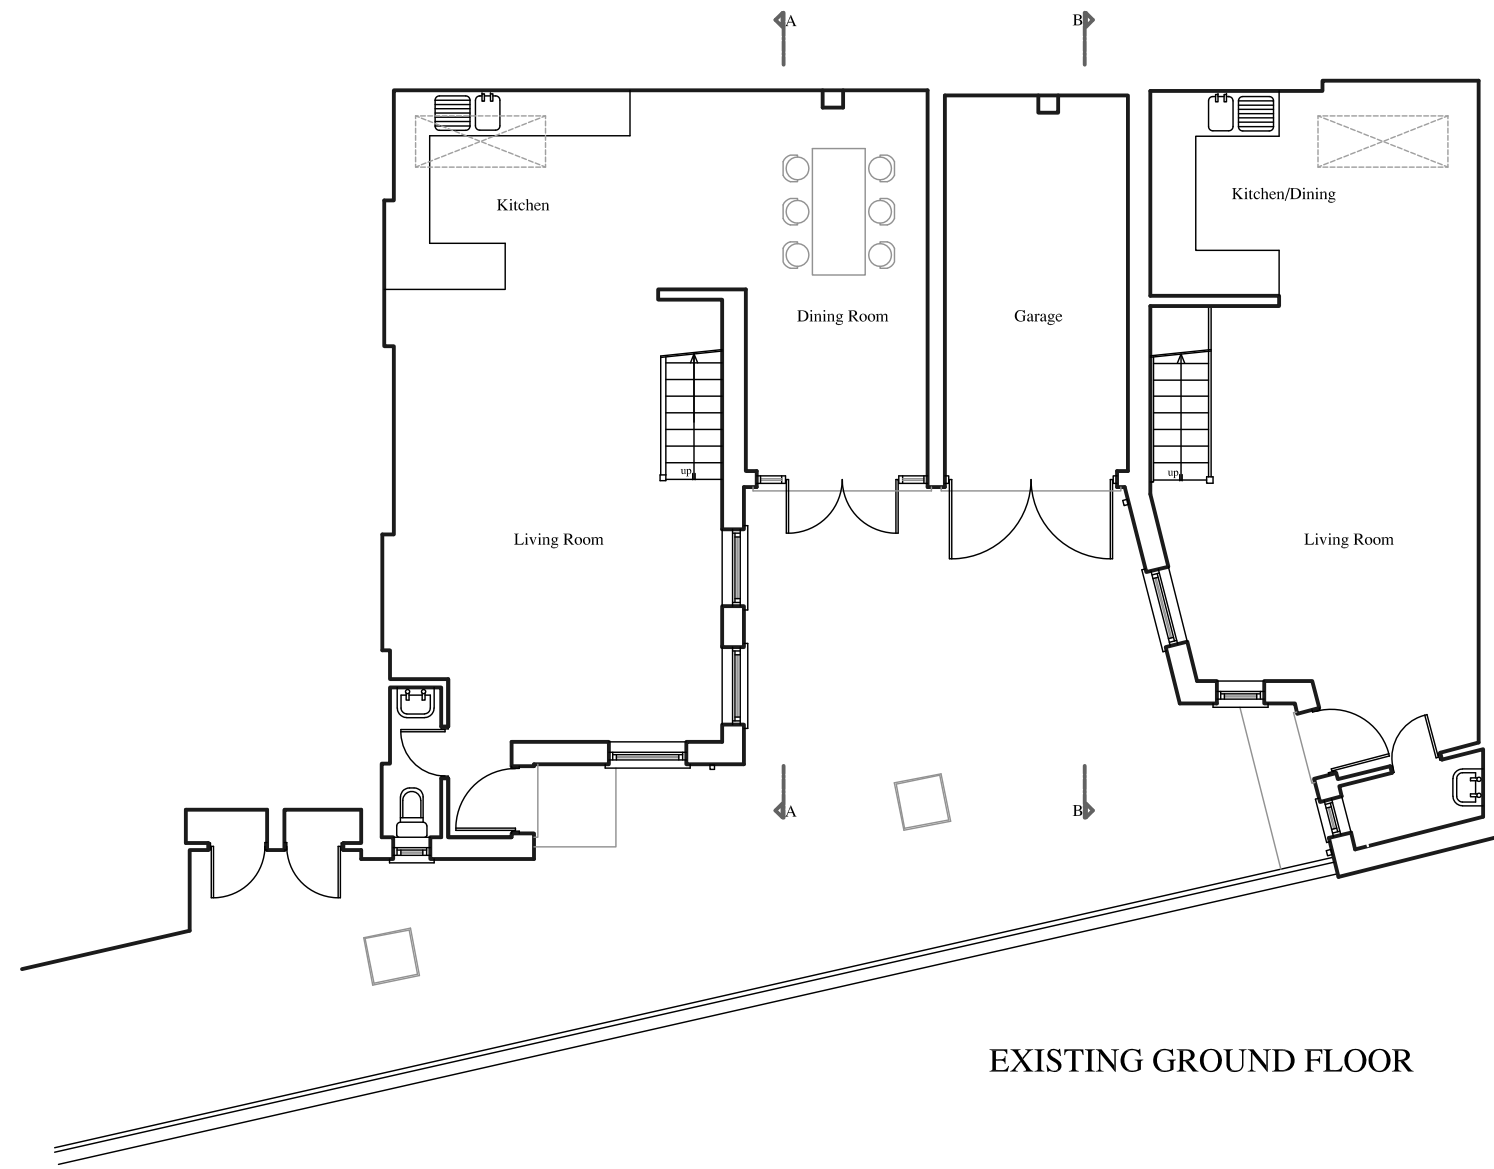 A
B
Kitchen
Kitchen/Dining
Dining Room
Garage
up
up
Living Room
Living Room
A
B
EXISTING GROUND FLOOR